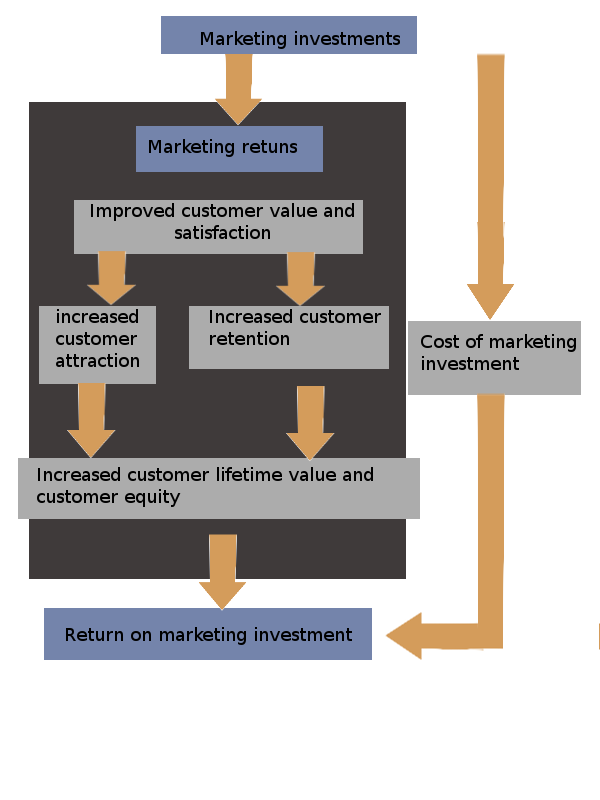 Marketing investments
Marketing retuns
Improved customer value and
satisfaction
increased
customer
attraction
Increased customer
retention
Cost of marketing
investment
Increased customer lifetime value and
customer equity
Return on marketing investment